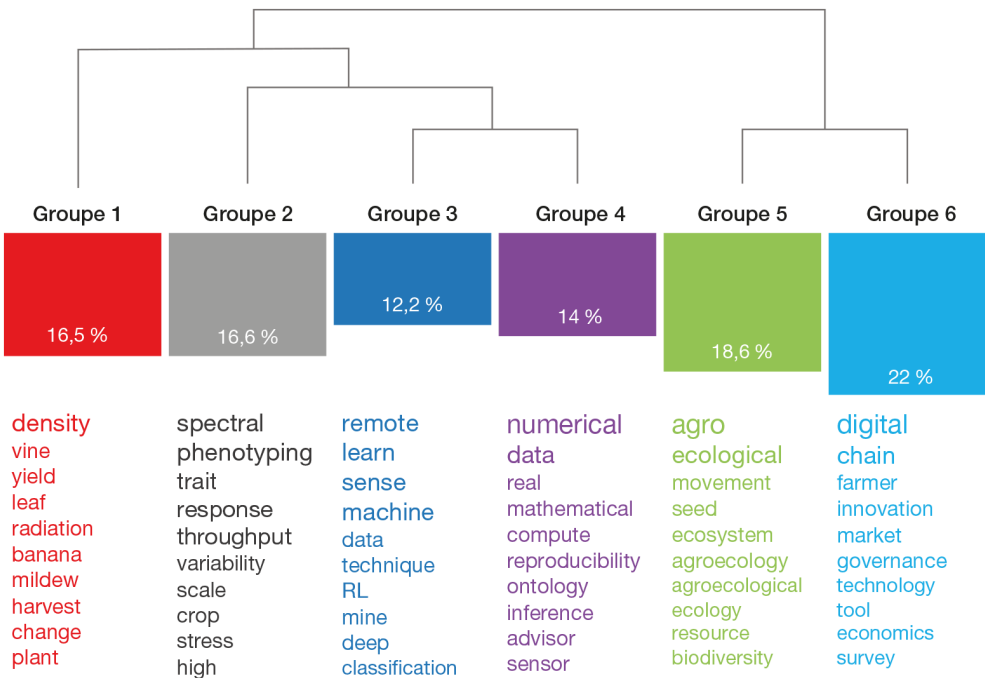 Groupe 1
Groupe 2
Groupe 3
Groupe 4
Groupe 5
Groupe 6
16,5 %
16,6 %
12,2 %
14 %
18,6 %
22 %
density
vine
yield
leaf
radiation
banana
mildew
harvest
change
plant
spectral
phenotyping
trait
response
throughput
variability
scale
crop
stress
high
remote
learn
sense
machine
data
technique
RL
mine
deep
classification
numerical
data
real
mathematical
compute
reproducibility
ontology
inference
advisor
sensor
agro
ecological
movement
seed
ecosystem
agroecology
agroecological
ecology
resource
biodiversity
digital
chain
farmer
innovation
market
governance
technology
tool
economics
survey